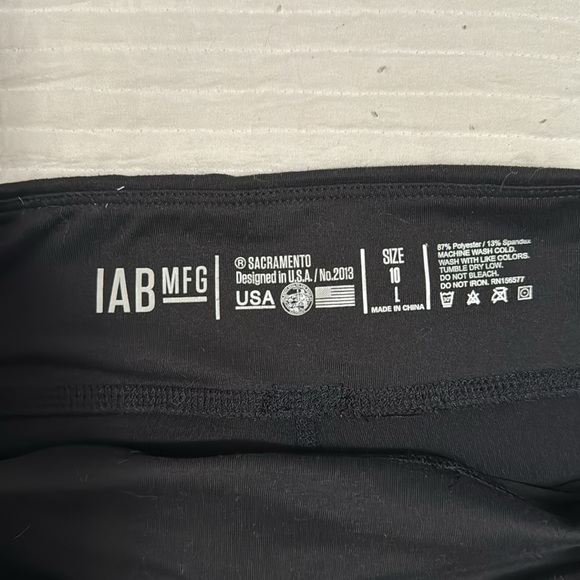 IAB MFG
® SACRAMENTO
Designed in U.S.A. / No.2013
USA
SIZE
10
L
MADE IN CHINA
87% Polyester / 13% Spandex
MACHINE WASH COLD.
WASH WITH LIKE COLORS.
TUMBLE DRY LOW.
DO NOT BLEACH.
DO NOT IRON. RN156577